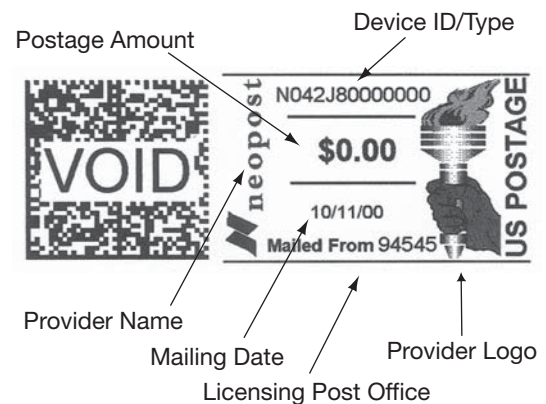 Device ID/Type
Postage Amount
N042J80000000
VOID
neopost
$0.00
US POSTAGE
10/11/00
Mailed From 94545
Provider Name
Mailing Date
Provider Logo
Licensing Post Office